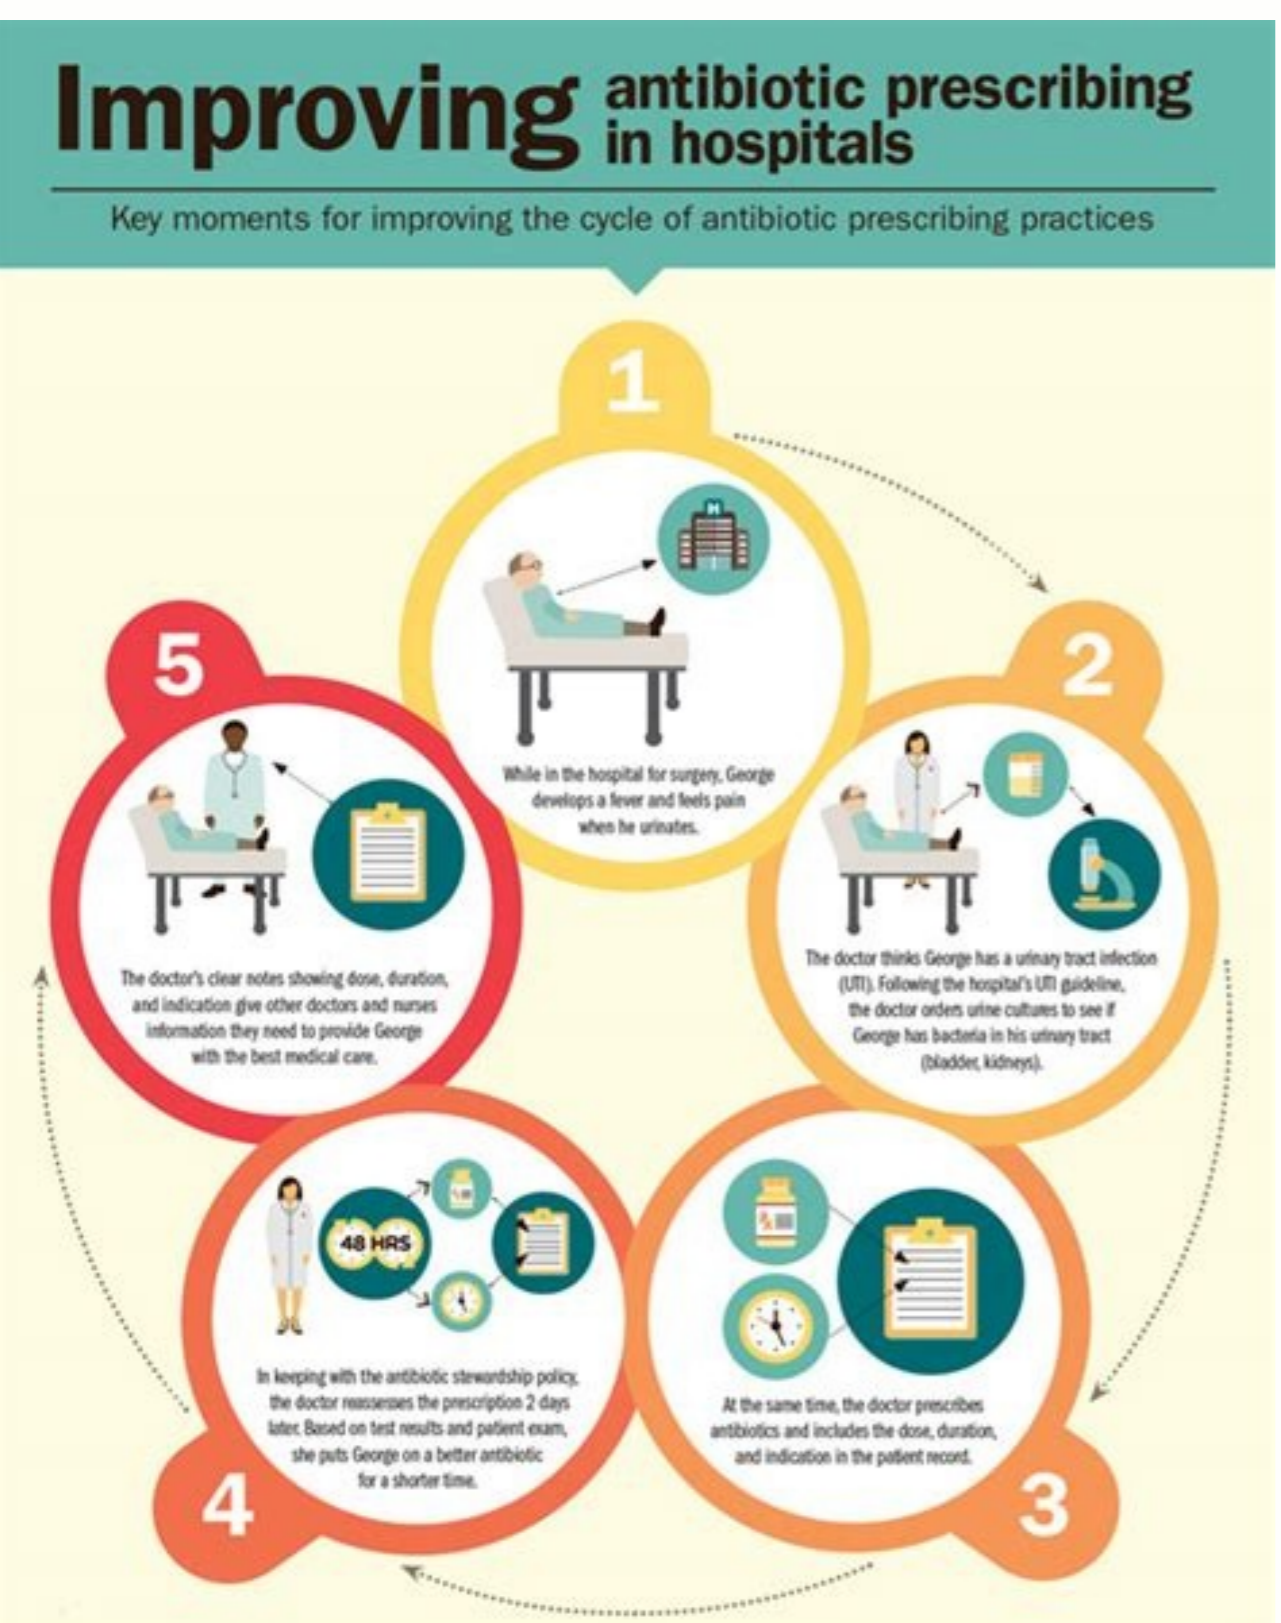 Improving antibiotic prescribing
in hospitals
Key moments for improving the cycle of antibiotic prescribing practices
1
H
While in the hospital for surgery, George
develops a fever and feels pain
when he urinates.
2
The doctor thinks George has a urinary tract infection
(UTI). Following the hospital's UTI guideline,
the doctor orders urine cultures to see if
George has bacteria in his urinary tract
(bladder, kidneys).
3
At the same time, the doctor prescribes
antibiotics and includes the dose, duration,
and indication in the patient record.
4
48 HRS
In keeping with the antibiotic stewardship policy,
the doctor reassesses the prescription 2 days
later. Based on test results and patient exam,
she puts George on a better antibiotic
for a shorter time.
5
The doctor's clear notes showing dose, duration,
and indication give other doctors and nurses
information they need to provide George
with the best medical care.